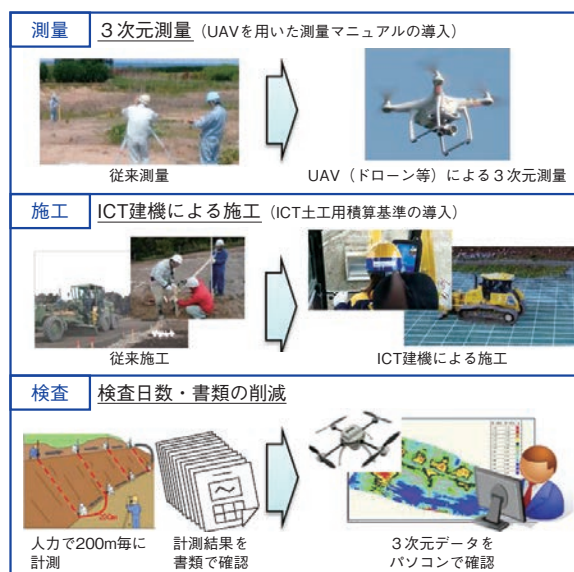 測量
３次元測量（UAVを用いた測量マニュアルの導入）
従来測量
UAV（ドローン等）による３次元測量
施工
ICT建機による施工（ICT土工用積算基準の導入）
従来施工
ICT建機による施工
検査
検査日数・書類の削減
200m
人力で200m毎に
計測
計測結果を
書類で確認
３次元データを
パソコンで確認